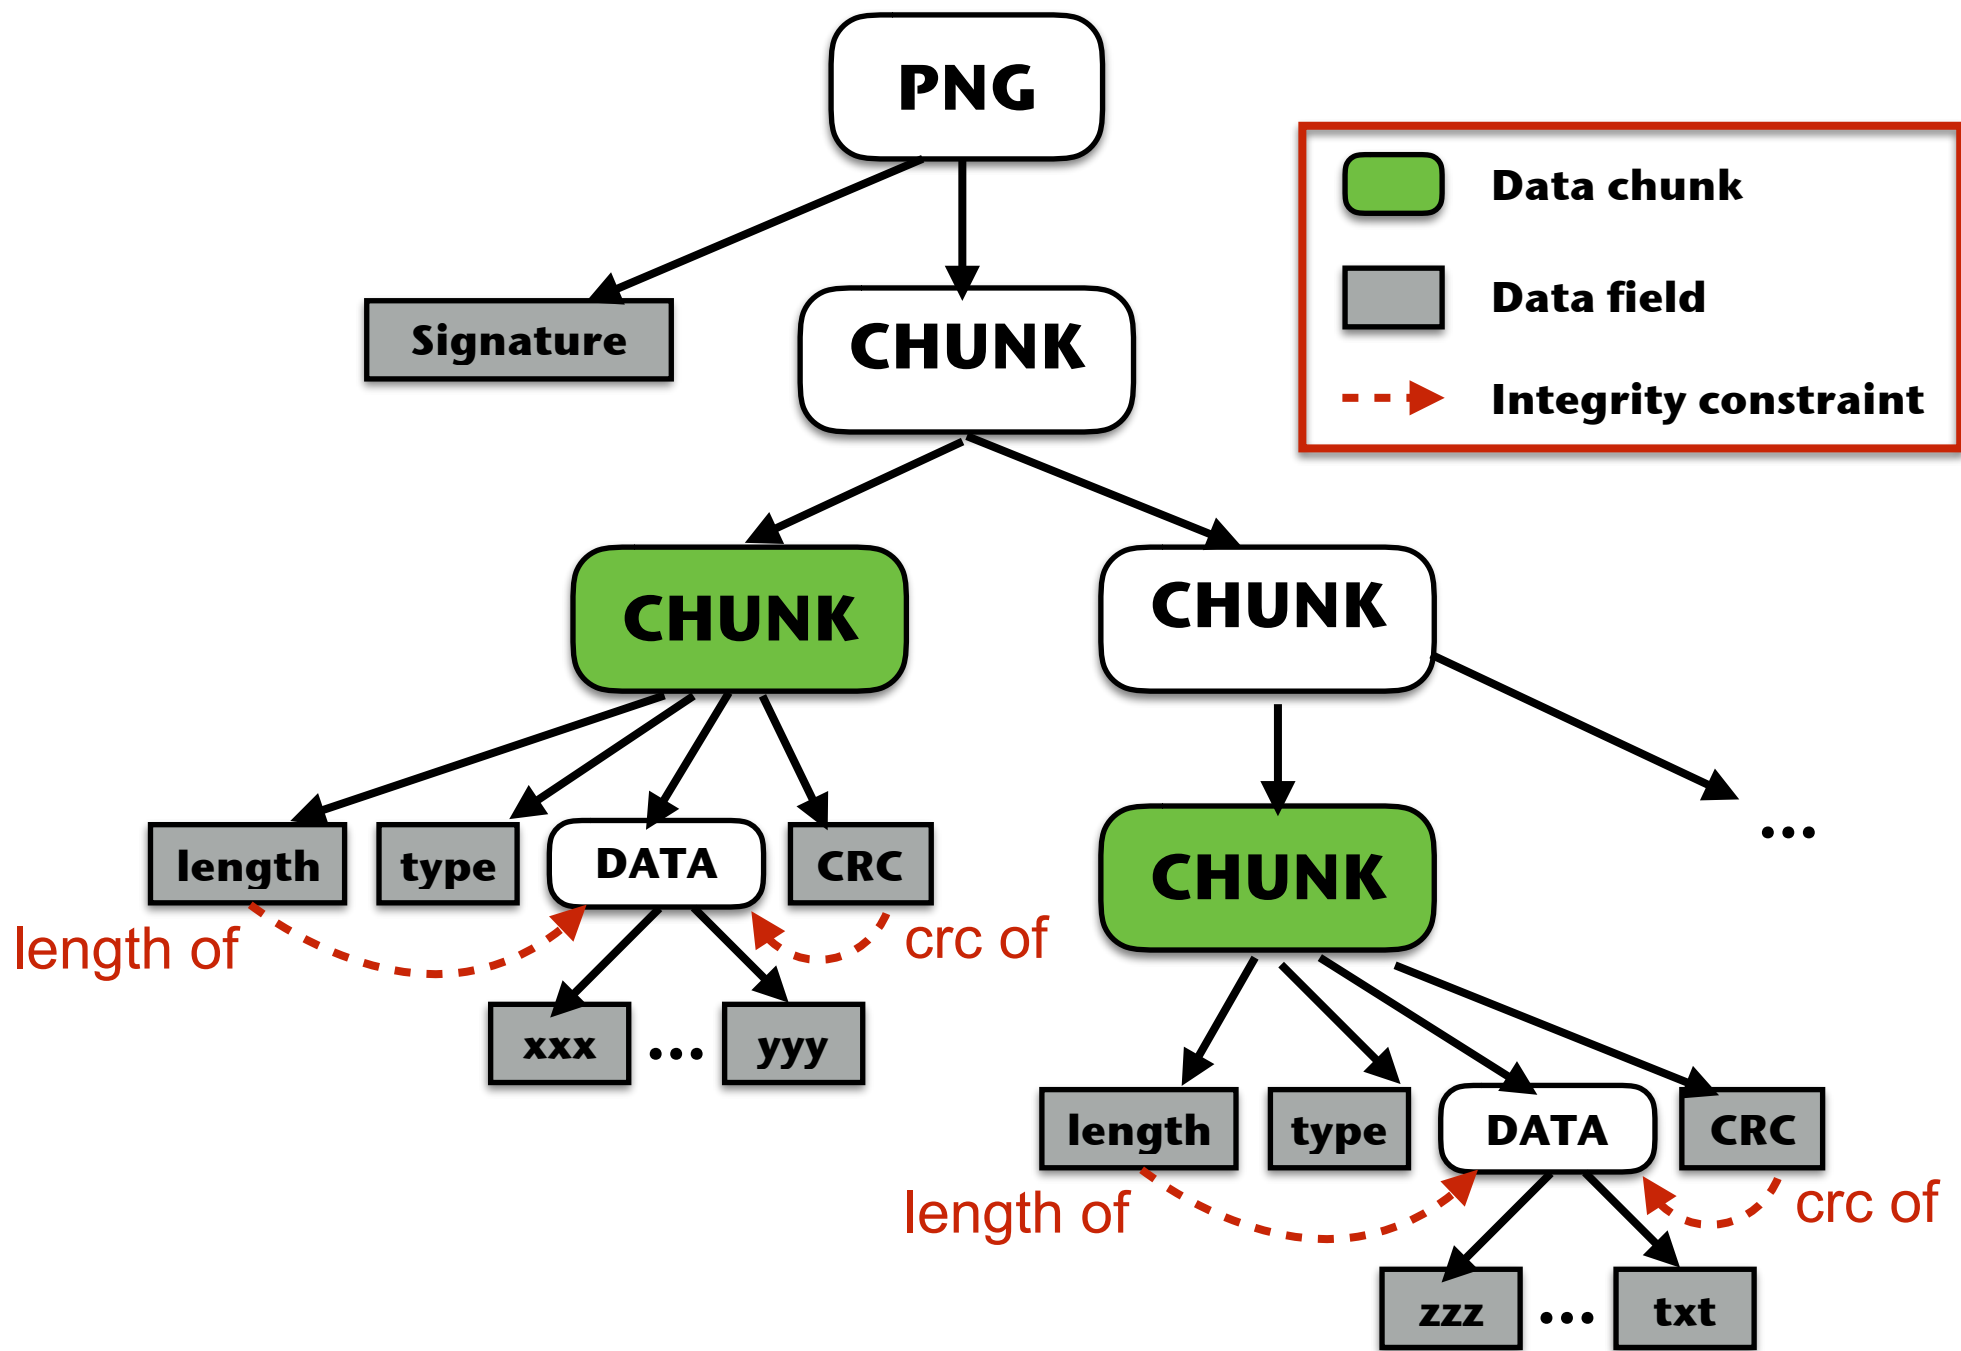 PNG
Data chunk
Data field
Integrity constraint
Signature
CHUNK
CHUNK
CHUNK
length
type
DATA
CRC
length of
crc of
xxx
...
yyy
...
CHUNK
length
type
DATA
CRC
length of
crc of
zzz
...
txt